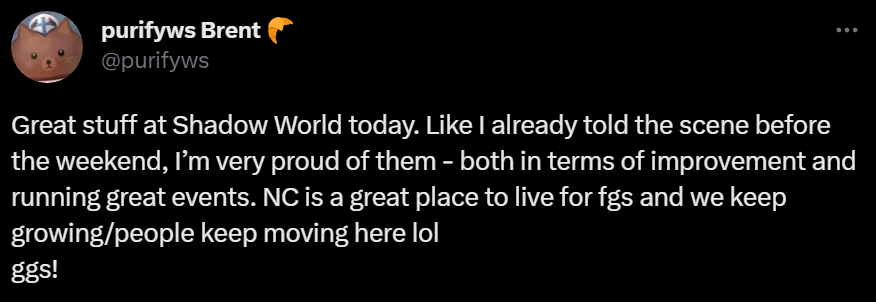 purifyws Brent 🥐
@purifyws
Great stuff at Shadow World today. Like I already told the scene before
the weekend, I’m very proud of them - both in terms of improvement and
running great events. NC is a great place to live for fgs and we keep
growing/people keep moving here lol
ggs!